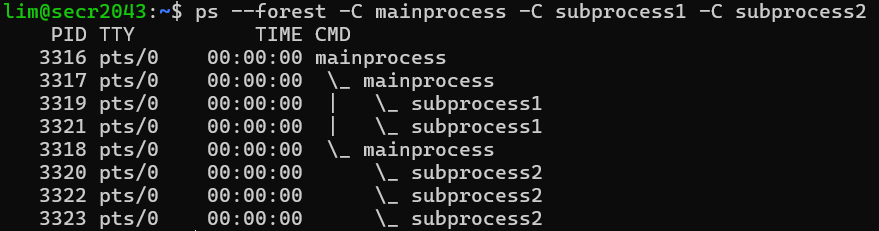 lim@secr2043:~$ ps --forest -C mainprocess -C subprocess1 -C subprocess2
    PID TTY          TIME CMD
   3316 pts/0    00:00:00 mainprocess
   3317 pts/0    00:00:00  \_ mainprocess
   3319 pts/0    00:00:00  |   \_ subprocess1
   3321 pts/0    00:00:00  |   \_ subprocess1
   3318 pts/0    00:00:00  \_ mainprocess
   3320 pts/0    00:00:00      \_ subprocess2
   3322 pts/0    00:00:00      \_ subprocess2
   3323 pts/0    00:00:00      \_ subprocess2